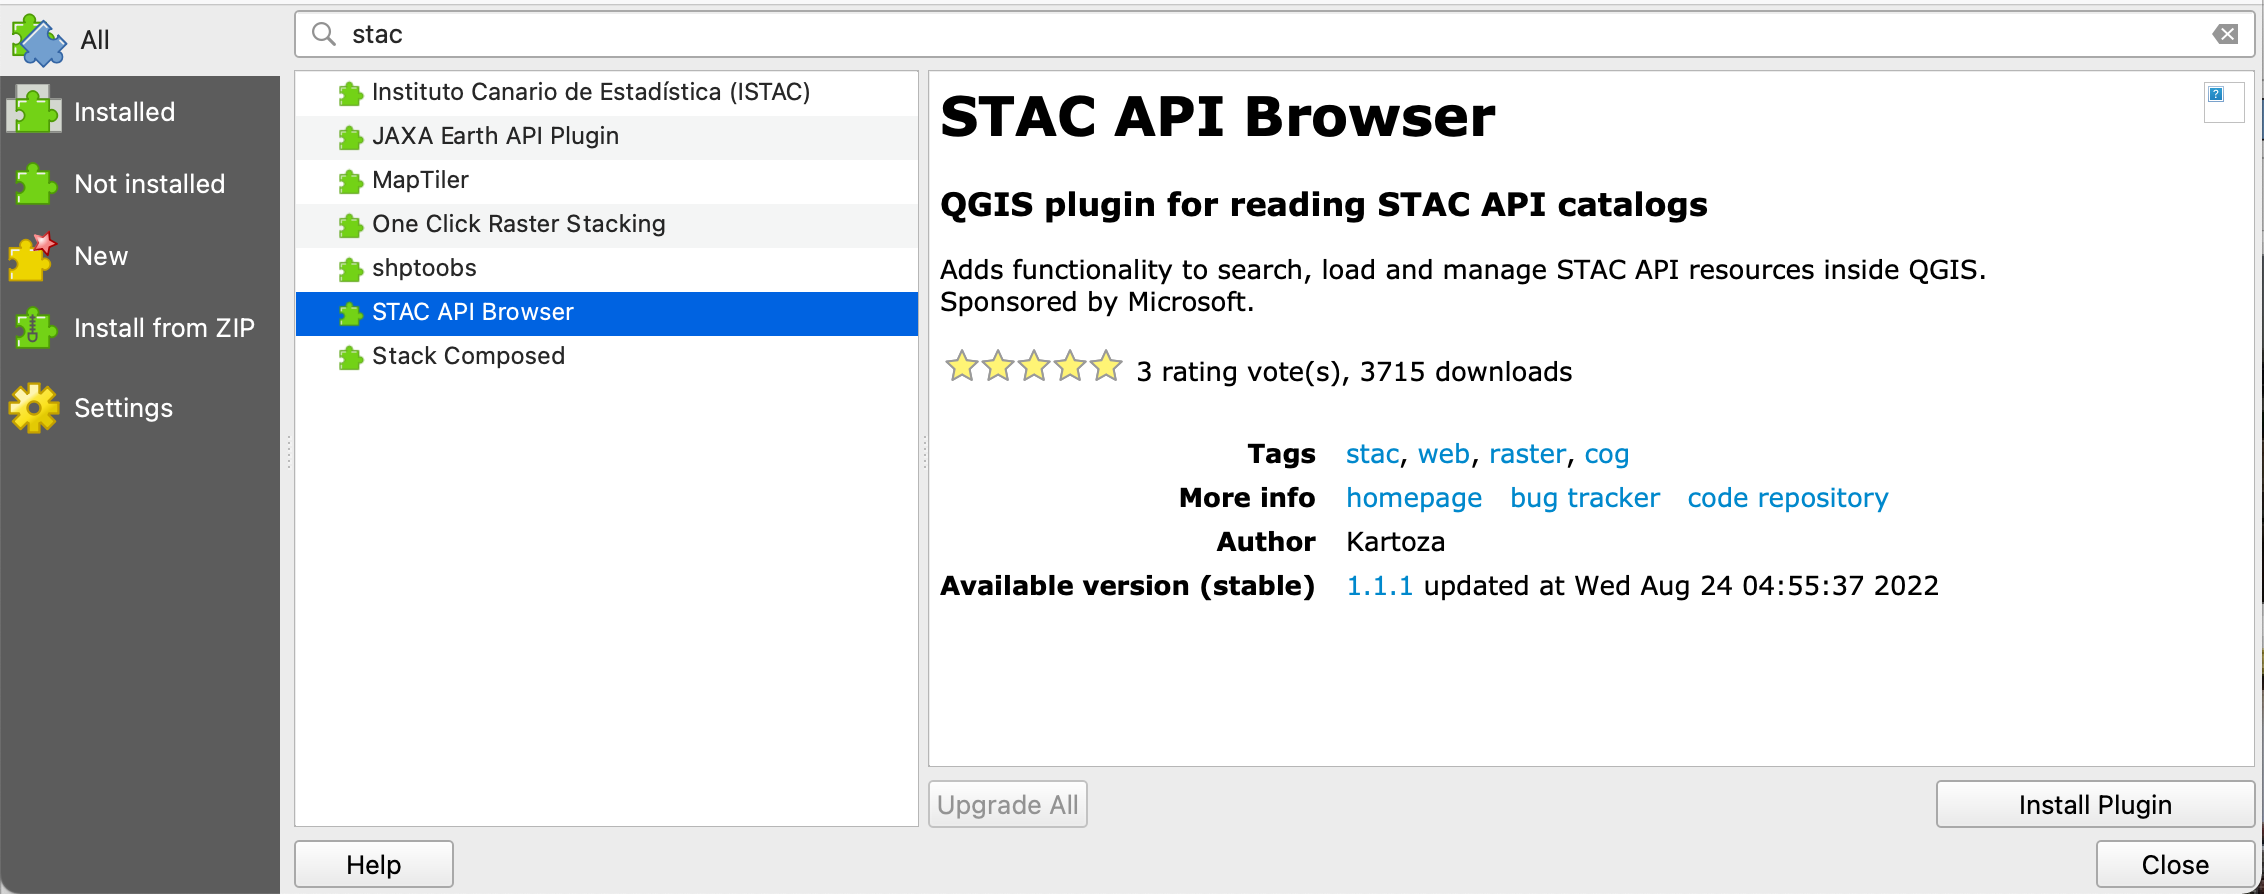 All
Installed
Not installed
New
Install from ZIP
Settings
stac
Instituto Canario de Estadística (ISTAC)
JAXA Earth API Plugin
MapTiler
One Click Raster Stacking
shptoobs
STAC API Browser
Stack Composed
STAC API Browser
QGIS plugin for reading STAC API catalogs
Adds functionality to search, load and manage STAC API resources inside QGIS.
Sponsored by Microsoft.
3 rating vote(s), 3715 downloads
Tags stac, web, raster, cog
More info homepage bug tracker code repository
Author Kartoza
Available version (stable) 1.1.1 updated at Wed Aug 24 04:55:37 2022
Upgrade All
Install Plugin
Help
Close